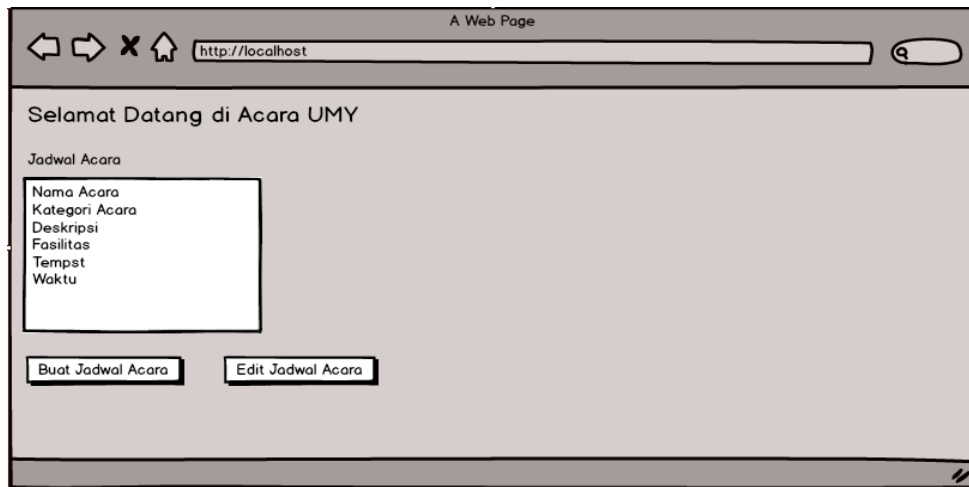 A Web Page
http://localhost
Selamat Datang di Acara UMY
Jadwal Acara
Nama Acara
Kategori Acara
Deskripsi
Fasilitas
Tempst
Waktu
Buat Jadwal Acara
Edit Jadwal Acara